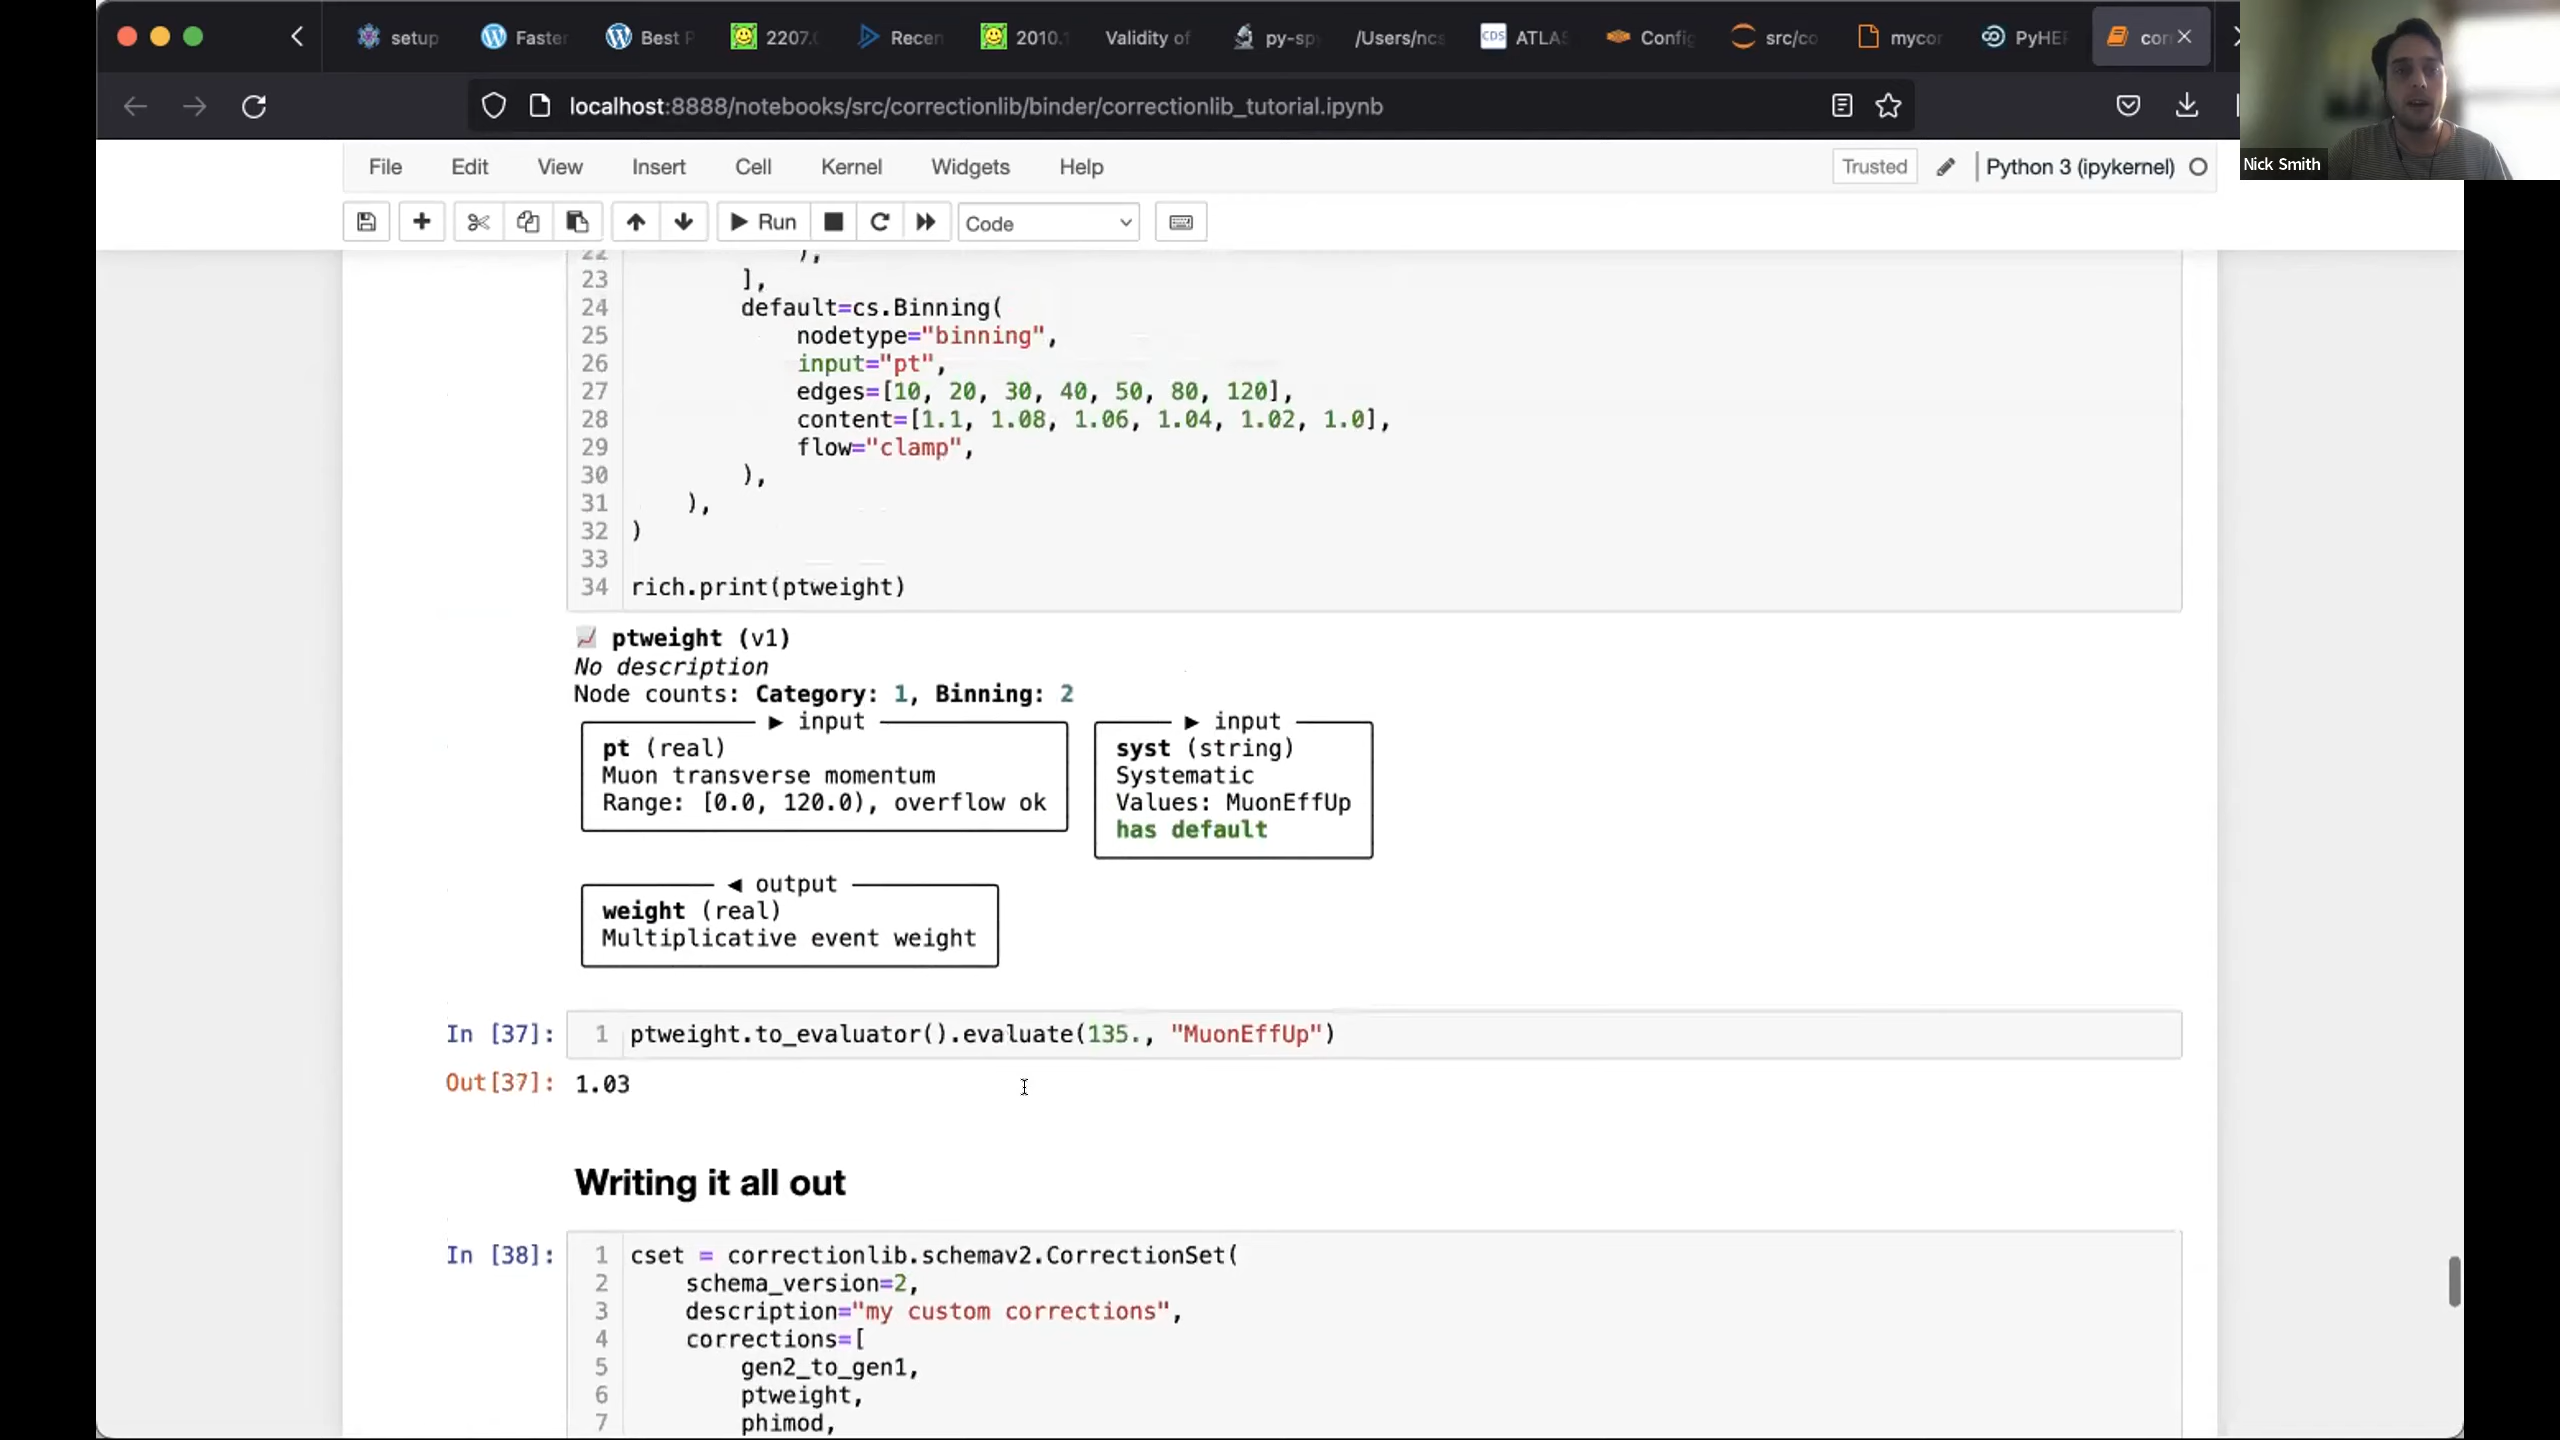 setup
Faster
Best P
2207.0
Recen
2010.1
Validity of
py-sp
/Users/ncs
CDS
ATLAS
Config
src/co
mycor
PyHEP
cor
localhost:8888/notebooks/src/correctionlib/binder/correctionlib_tutorial.ipynb
Nick Smith
File Edit View Insert Cell Kernel Widgets Help
Trusted
Python 3 (ipykernel)
Run
Code
22 ),
23 ],
24 default=cs.Binning(
25 nodetype="binning",
26 input="pt",
27 edges=[10, 20, 30, 40, 50, 80, 120],
28 content=[1.1, 1.08, 1.06, 1.04, 1.02, 1.0],
29 flow="clamp",
30 ),
31 ),
32 )
33
34 rich.print(ptweight)
ptweight (v1)
No description
Node counts: Category: 1, Binning: 2
▶ input
pt (real)
Muon transverse momentum
Range: [0.0, 120.0), overflow ok
▶ input
syst (string)
Systematic
Values: MuonEffUp
has default
◀ output
weight (real)
Multiplicative event weight
In [37]: 1 ptweight.to_evaluator().evaluate(135., "MuonEffUp")
Out[37]: 1.03
Writing it all out
In [38]: 1 cset = correctionlib.schemav2.CorrectionSet(
2 schema_version=2,
3 description="my custom corrections",
4 corrections=[
5 gen2_to_gen1,
6 ptweight,
7 phimod,